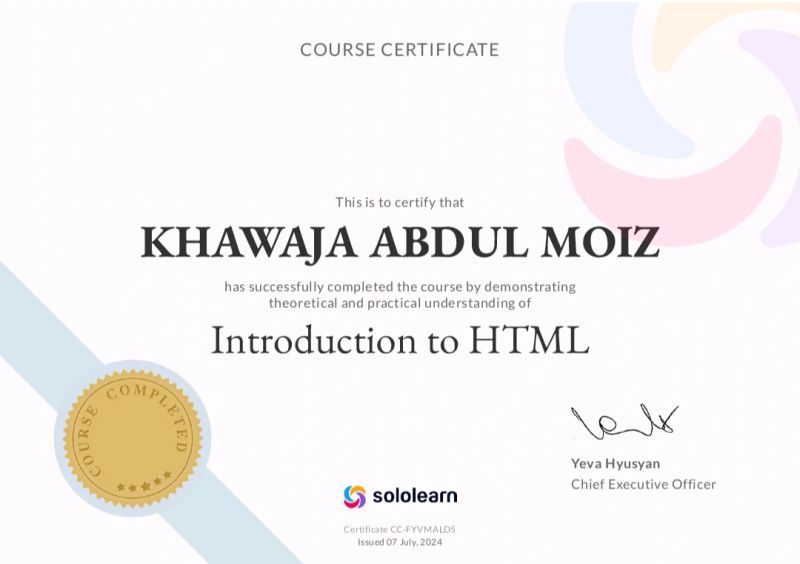 COURSE CERTIFICATE
This is to certify that
KHAWAJA ABDUL MOIZ
has successfully completed the course by demonstrating
theoretical and practical understanding of
Introduction to HTML
COURSE COMPLETED
Yeva Hyusyan
Chief Executive Officer
sololearn
Certificate CC-FYVMALD5
Issued 07 July, 2024